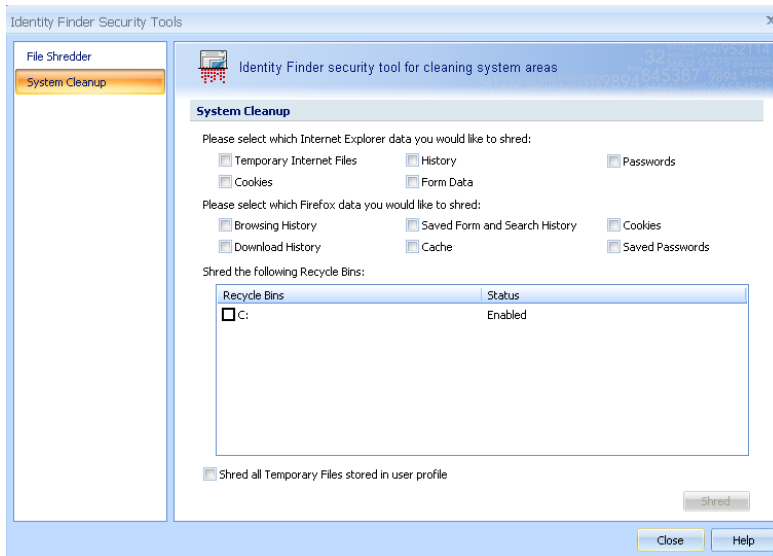 Identity Finder Security Tools
File Shredder
System Cleanup
Identity Finder security tool for cleaning system areas
System Cleanup
Please select which Internet Explorer data you would like to shred:
Temporary Internet Files History Passwords
Cookies Form Data
Please select which Firefox data you would like to shred:
Browsing History Saved Form and Search History Cookies
Download History Cache Saved Passwords
Shred the following Recycle Bins:
Recycle Bins Status
C: Enabled
Shred all Temporary Files stored in user profile
Shred
Close Help